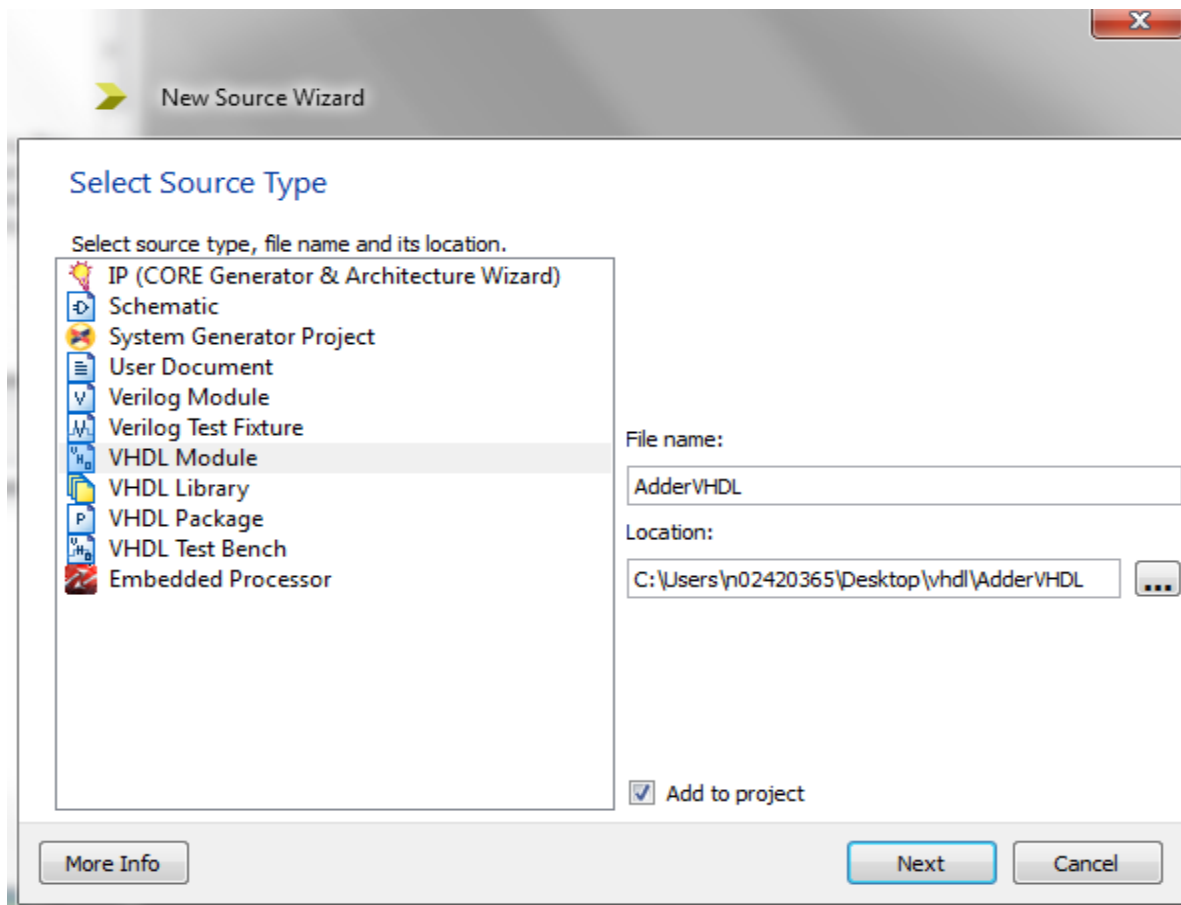 New Source Wizard
Select Source Type
Select source type, file name and its location.
IP (CORE Generator & Architecture Wizard)
Schematic
System Generator Project
User Document
Verilog Module
Verilog Test Fixture
VHDL Module
VHDL Library
VHDL Package
VHDL Test Bench
Embedded Processor
File name:
AdderVHDL
Location:
C:\Users\n02420365\Desktop\vhdl\AdderVHDL
...
Add to project
More Info
Next
Cancel